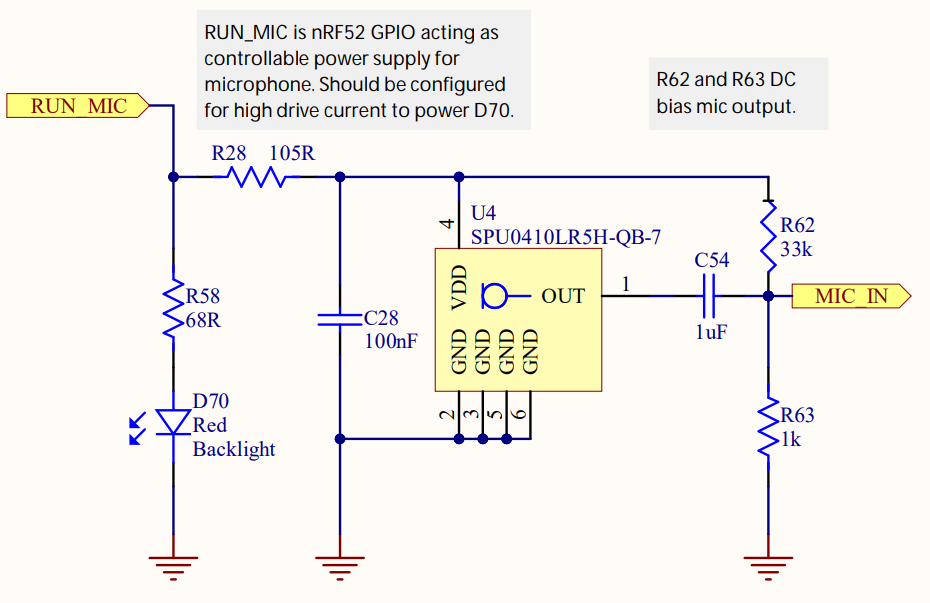 RUN_MIC is nRF52 GPIO acting as
controllable power supply for
microphone. Should be configured
for high drive current to power D70.
R62 and R63 DC
bias mic output.
RUN_MIC
R28 105R
U4
SPU0410LR5H-QB-7
4
VDD
OUT
1
GND
GND
GND
GND
2
3
5
6
R62
33k
C54
1uF
MIC_IN
R58
68R
C28
100nF
D70
Red
Backlight
R63
1k